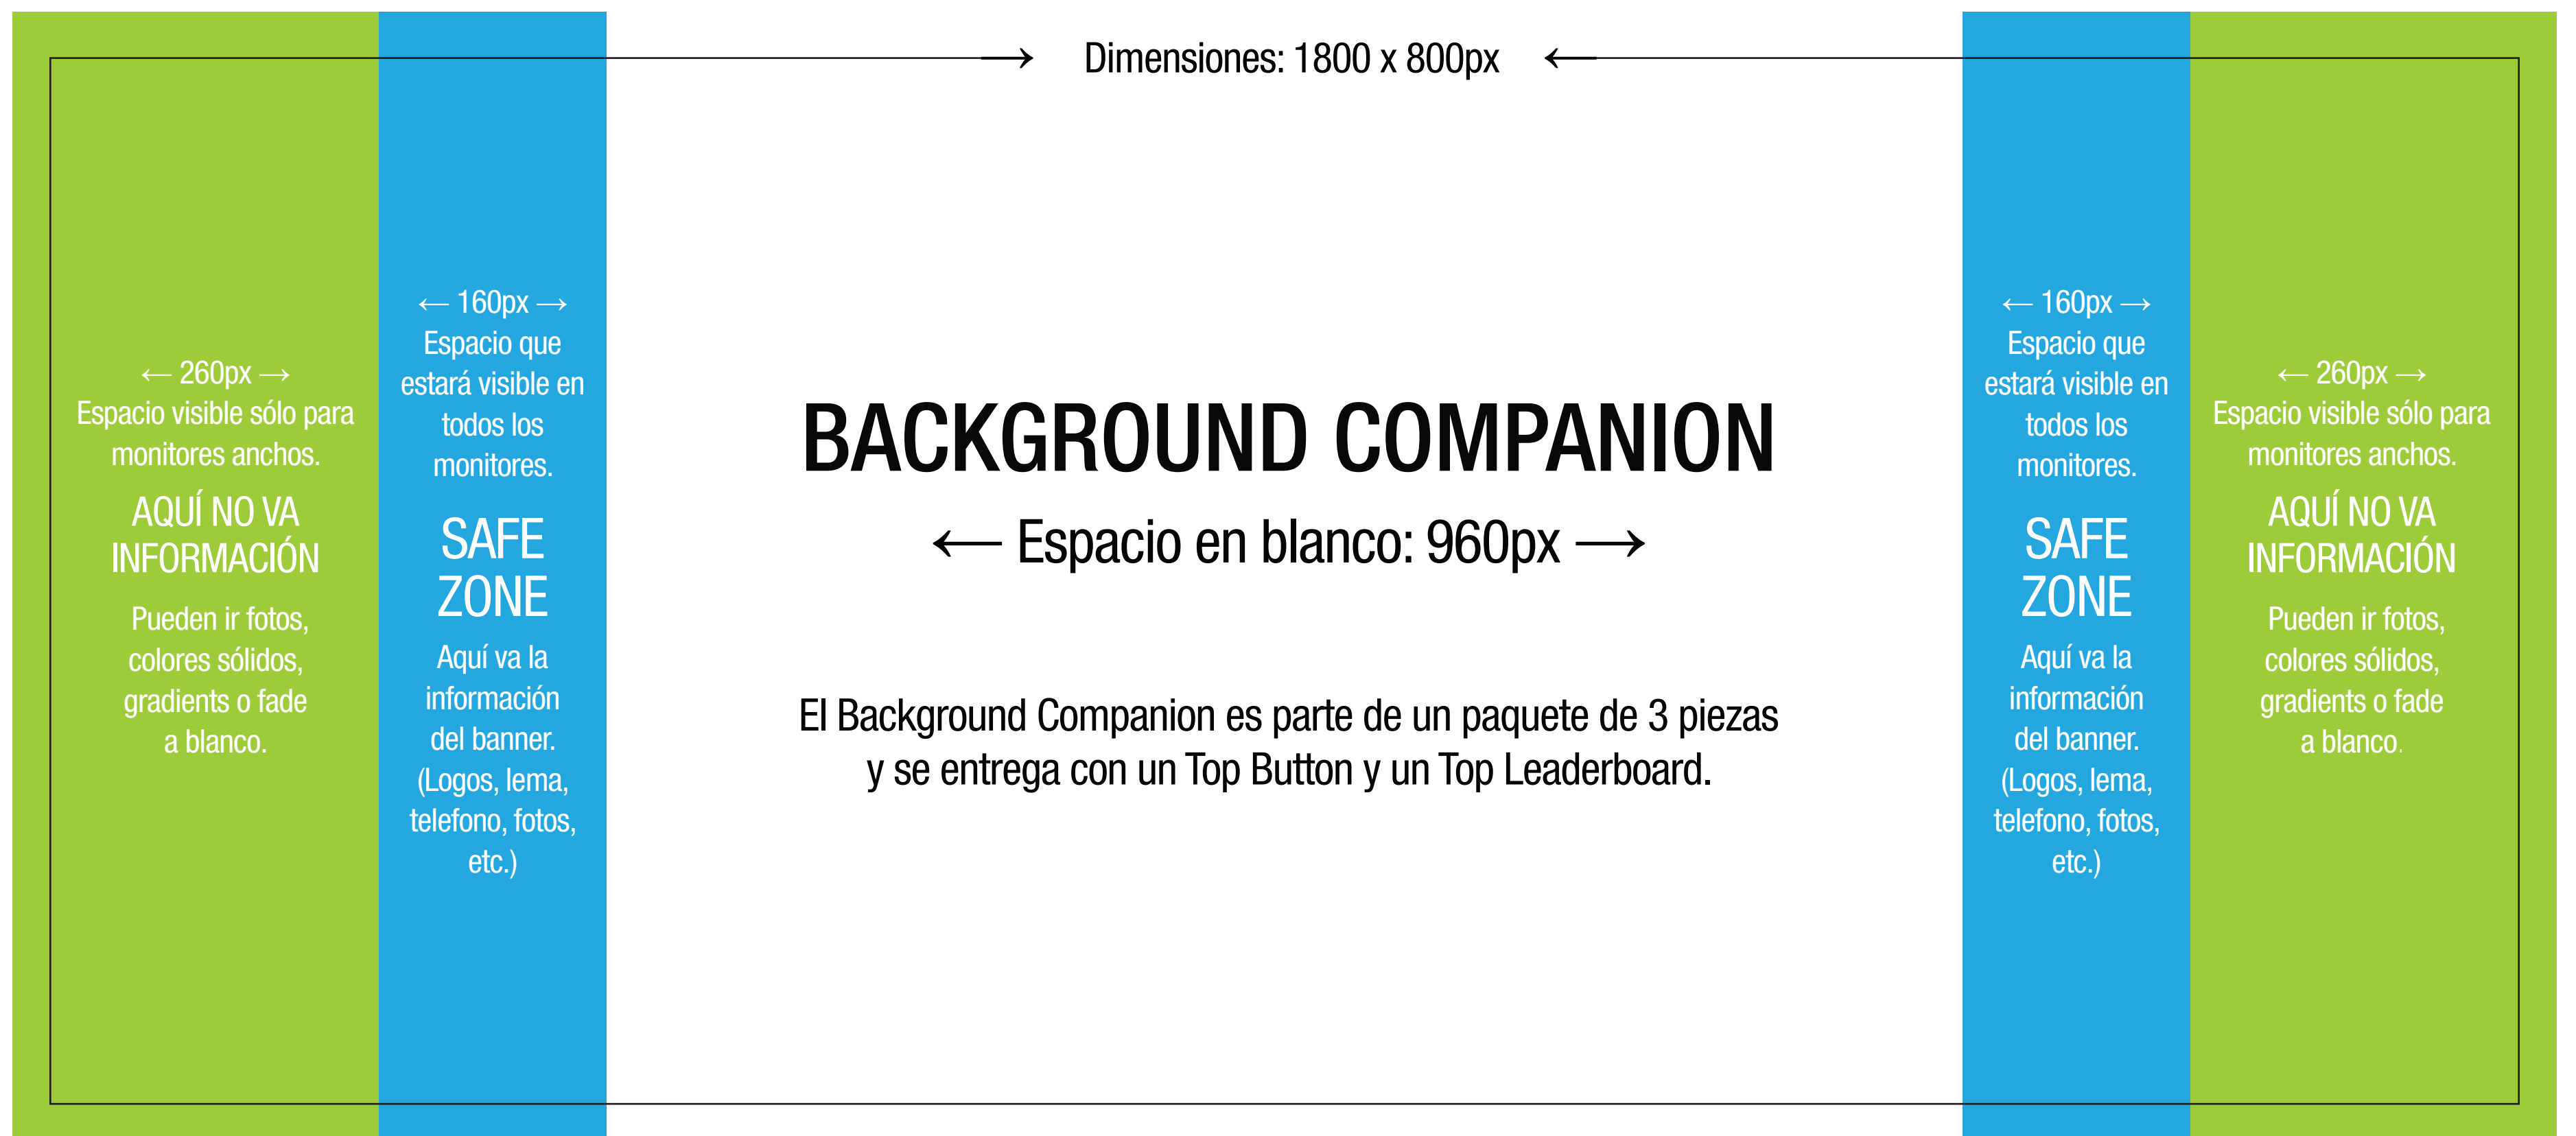 Dimensiones: 1800 x 800px
← 260px →
Espacio visible sólo para
monitores anchos.
AQUÍ NO VA
INFORMACIÓN
Pueden ir fotos,
colores sólidos,
gradients o fade
a blanco.
← 160px →
Espacio que
estará visible en
todos los
monitores.
SAFE
ZONE
Aquí va la
información
del banner.
(Logos, lema,
telefono, fotos,
etc.)
BACKGROUND COMPANION
← Espacio en blanco: 960px →
El Background Companion es parte de un paquete de 3 piezas
y se entrega con un Top Button y un Top Leaderboard.
← 160px →
Espacio que
estará visible en
todos los
monitores.
SAFE
ZONE
Aquí va la
información
del banner.
(Logos, lema,
telefono, fotos,
etc.)
← 260px →
Espacio visible sólo para
monitores anchos.
AQUÍ NO VA
INFORMACIÓN
Pueden ir fotos,
colores sólidos,
gradients o fade
a blanco.